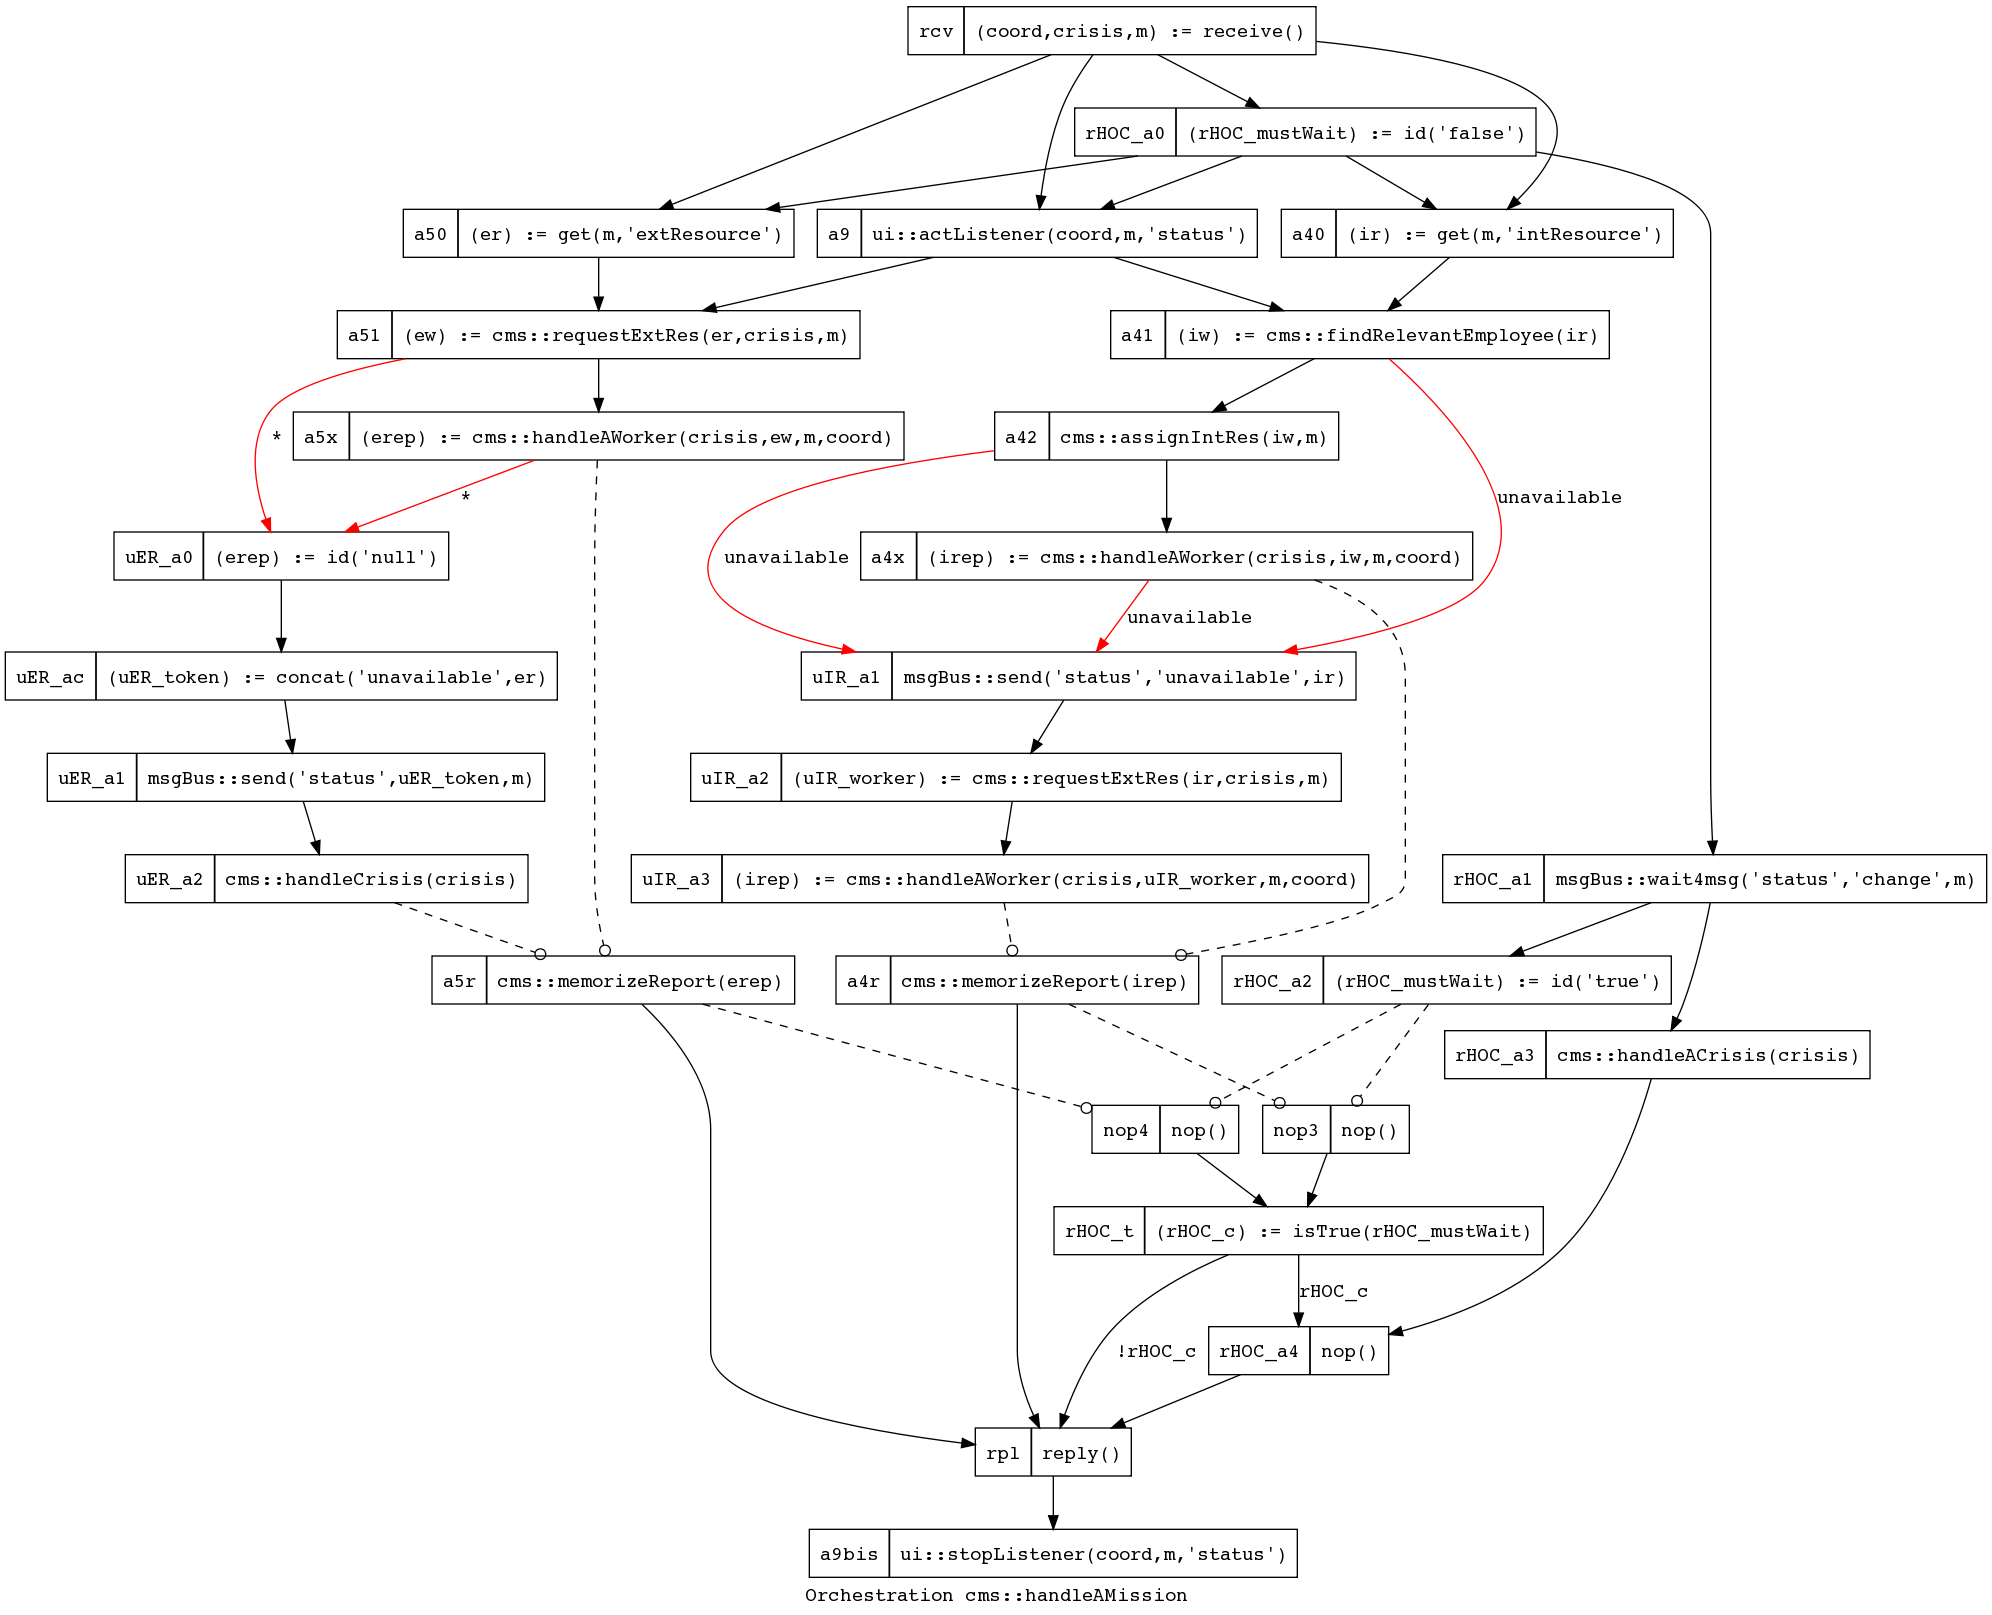 rcv (coord,crisis,m) := receive()
rHOC_a0 (rHOC_mustWait) := id('false')
a50 (er) := get(m,'extResource')
a9 ui::actListener(coord,m,'status')
a40 (ir) := get(m,'intResource')
a51 (ew) := cms::requestExtRes(er,crisis,m)
a41 (iw) := cms::findRelevantEmployee(ir)
*
a5x (erep) := cms::handleAWorker(crisis,ew,m,coord)
a42 cms::assignIntRes(iw,m)
*
unavailable
uER_a0 (erep) := id('null')
unavailable
a4x (irep) := cms::handleAWorker(crisis,iw,m,coord)
unavailable
uER_ac (uER_token) := concat('unavailable',er)
uIR_a1 msgBus::send('status','unavailable',ir)
uER_a1 msgBus::send('status',uER_token,m)
uIR_a2 (uIR_worker) := cms::requestExtRes(ir,crisis,m)
uER_a2 cms::handleCrisis(crisis)
uIR_a3 (irep) := cms::handleAWorker(crisis,uIR_worker,m,coord)
rHOC_a1 msgBus::wait4msg('status','change',m)
a5r cms::memorizeReport(erep)
a4r cms::memorizeReport(irep)
rHOC_a2 (rHOC_mustWait) := id('true')
rHOC_a3 cms::handleACrisis(crisis)
nop4 nop()
nop3 nop()
rHOC_t (rHOC_c) := isTrue(rHOC_mustWait)
rHOC_c
!rHOC_c
rHOC_a4 nop()
rpl reply()
a9bis ui::stopListener(coord,m,'status')
Orchestration cms::handleAMission